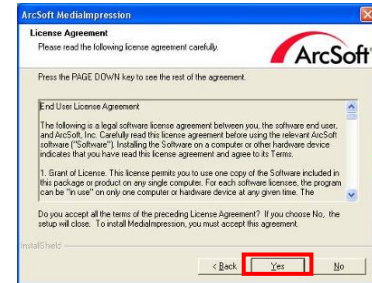 ArcSoft MediaImpression
License Agreement
Please read the following license agreement carefully.
ArcSoft
Press the PAGE DOWN key to see the rest of the agreement.
End User License Agreement
The following is a legal software license agreement between you, the software end user,
and ArcSoft, Inc. Carefully read this license agreement before using the relevant ArcSoft
software ("Software"). Installing the Software on a computer or other hardware device
indicates that you have read this license agreement and agree to its Terms.
1. Grant of License. This license permits you to use one copy of the Software included in
this package or product on any single computer. For each software licensee, the program
can be "in use" on only one computer or hardware device at any given time. The
Do you accept all the terms of the preceding License Agreement? If you choose No, the
setup will close. To install MediaImpression, you must accept this agreement.
InstallShield
< Back Yes No